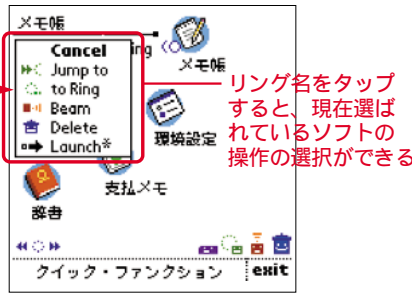 メモ帳
Cancel
Jump to
to Ring
Beam
Delete
Launch*
ing
メモ帳
環境設定
支払メモ
辞書
クイック・ファンクション exit
リング名をタップ
すると、現在選ば
れているソフトの
操作の選択ができる